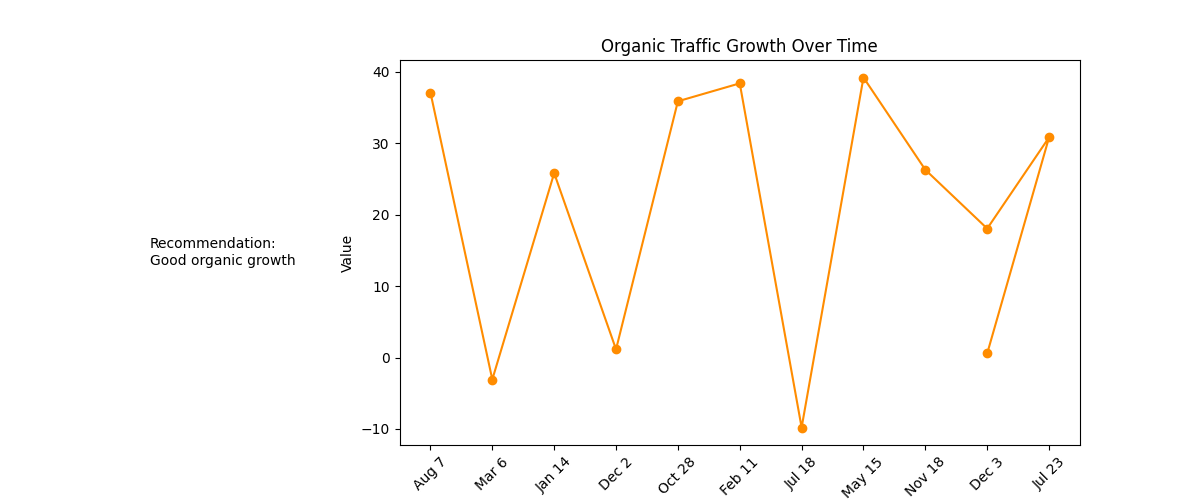 Organic Traffic Growth Over Time
Recommendation:
Good organic growth
Value
40
30
20
10
0
−10
Aug 7
Mar 6
Jan 14
Dec 2
Oct 28
Feb 11
Jul 18
May 15
Nov 18
Dec 3
Jul 23